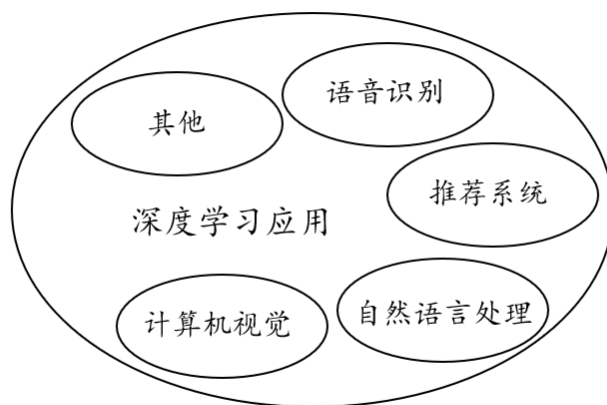 语音识别
其他
推荐系统
深度学习应用
自然语言处理
计算机视觉